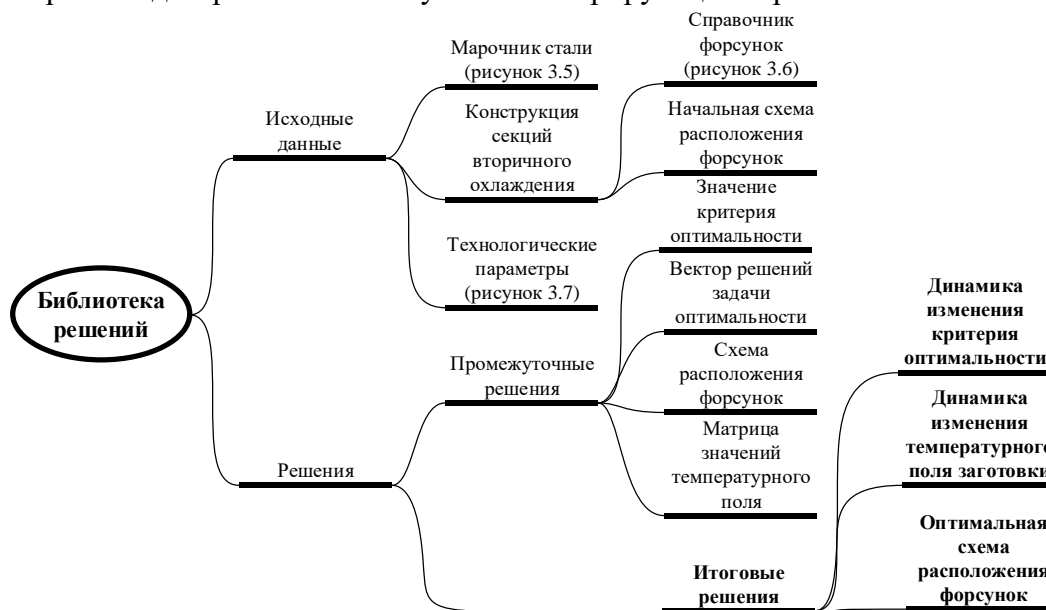 Справочник
форсунок
(рисунок 3.6)
Марочник стали
(рисунок 3.5)
Исходные
данные
Конструкция
секций
вторичного
охлаждения
Начальная схема
расположения
форсунок
Значение
критерия
оптимальности
Технологические
параметры
(рисунок 3.7)
Вектор решений
задачи
оптимальности
Библиотека
решений
Динамика
изменения
критерия
оптимальности
Промежуточные
решения
Схема
расположения
форсунок
Динамика
изменения
температурного
поля заготовки
Матрица
значений
температурного
поля
Решения
Оптимальная
схема
расположения
форсунок
Итоговые
решения